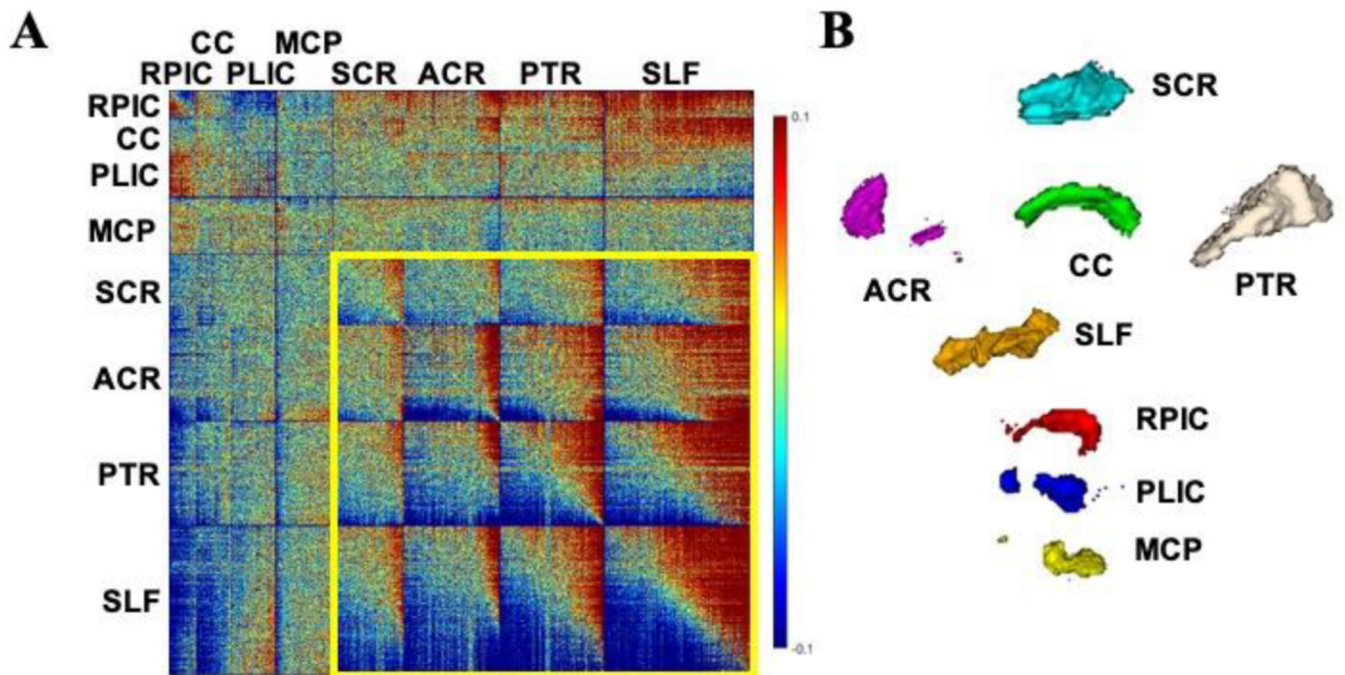 A
B
CC MCP
RPIC PLIC SCR ACR PTR SLF
RPIC
CC
PLIC
MCP
SCR
ACR
PTR
SLF
0.1
-0.1
SCR
ACR
CC
PTR
SLF
RPIC
PLIC
MCP